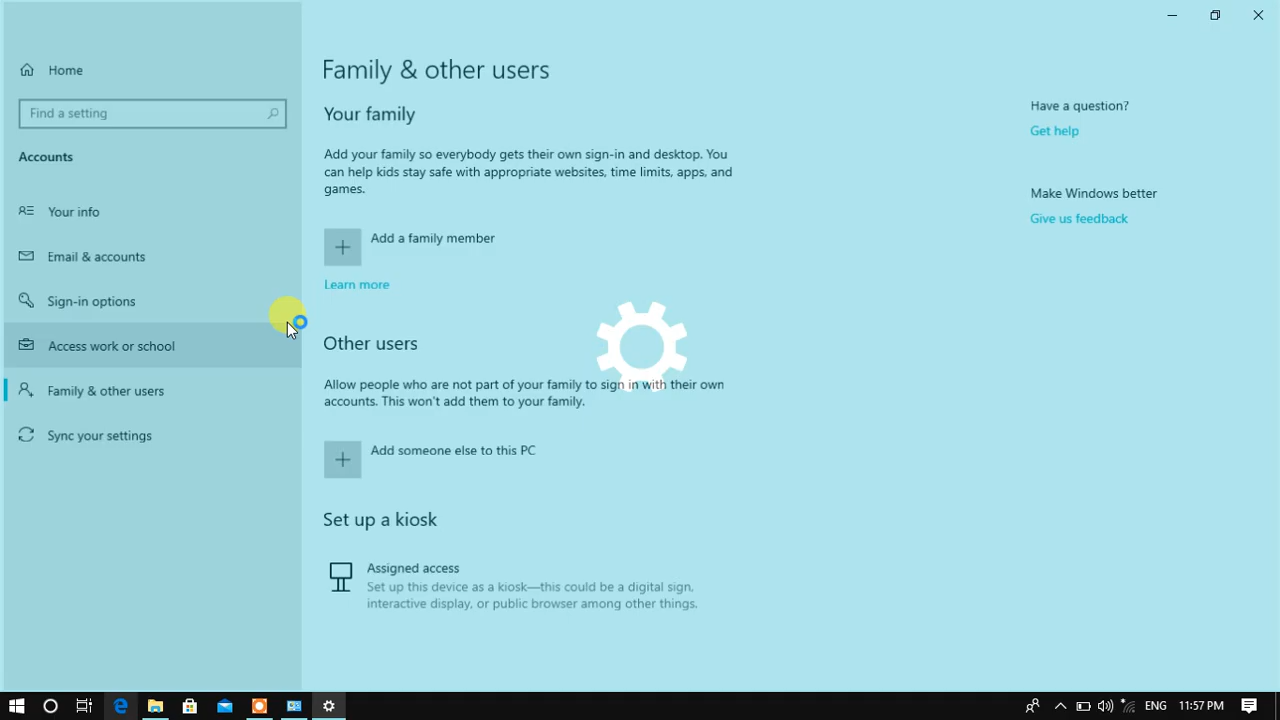 Home
Find a setting
Accounts
Your info
Email & accounts
Sign-in options
Access work or school
Family & other users
Sync your settings
Family & other users
Your family
Add your family so everybody gets their own sign-in and desktop. You
can help kids stay safe with appropriate websites, time limits, apps, and
games.
Add a family member
Learn more
Other users
Allow people who are not part of your family to sign in with their own
accounts. This won't add them to your family.
Add someone else to this PC
Set up a kiosk
Assigned access
Set up this device as a kiosk—this could be a digital sign,
interactive display, or public browser among other things.
Have a question?
Get help
Make Windows better
Give us feedback
ENG
11:57 PM